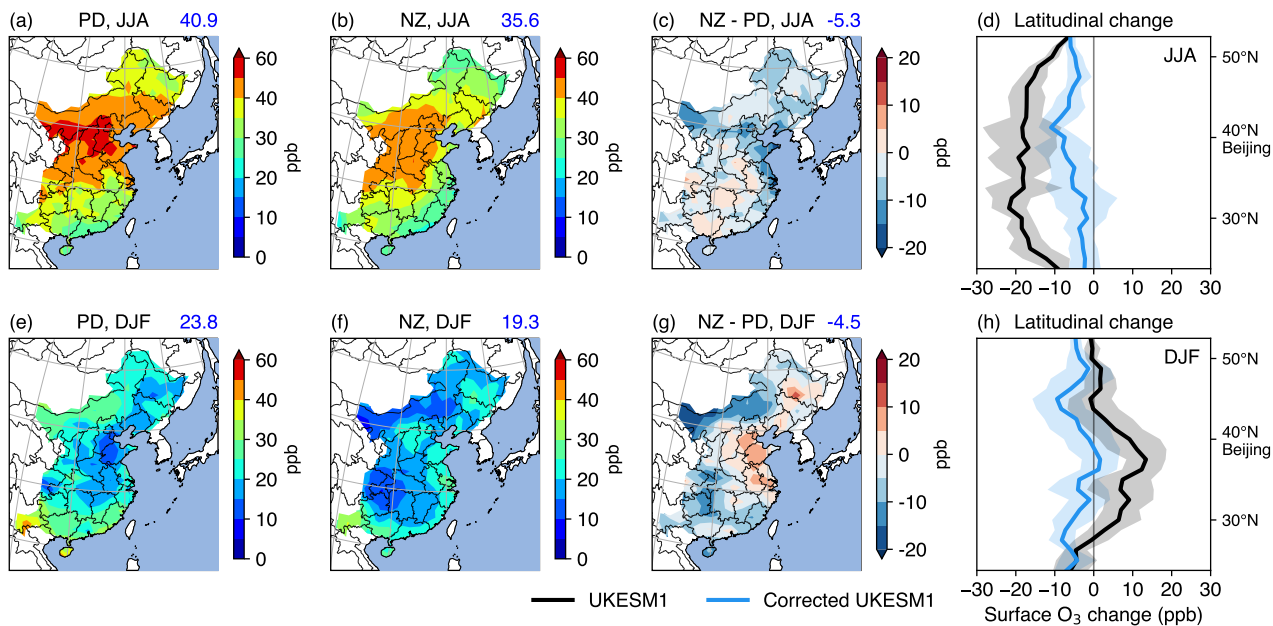 (a) PD, JJA 40.9
60
50
40
30
20
10
0
ppb
(b) NZ, JJA 35.6
60
50
40
30
20
10
0
ppb
(c) NZ - PD, JJA -5.3
20
10
0
-10
-20
ppb
(d) Latitudinal change
JJA
50°N
40°N
Beijing
30°N
−30 −20 −10 0 10 20 30
(e) PD, DJF 23.8
60
50
40
30
20
10
0
ppb
(f) NZ, DJF 19.3
60
50
40
30
20
10
0
ppb
(g) NZ - PD, DJF -4.5
20
10
0
-10
-20
ppb
(h) Latitudinal change
DJF
50°N
40°N
Beijing
30°N
−30 −20 −10 0 10 20 30
Surface O₃ change (ppb)
UKESM1 Corrected UKESM1